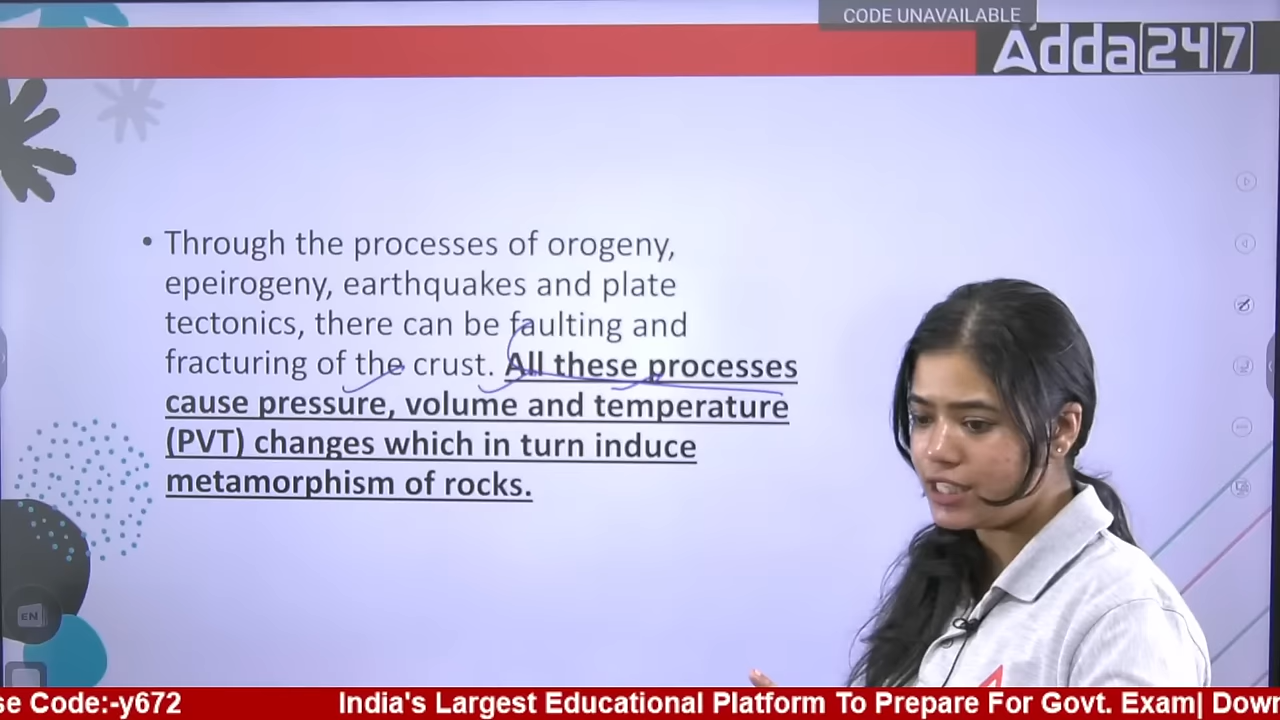 CODE UNAVAILABLE
Adda247
• Through the processes of orogeny,
epeirogeny, earthquakes and plate
tectonics, there can be faulting and
fracturing of the crust. All these processes
cause pressure, volume and temperature
(PVT) changes which in turn induce
metamorphism of rocks.
EN
se Code:-y672 India's Largest Educational Platform To Prepare For Govt. Exam| Down